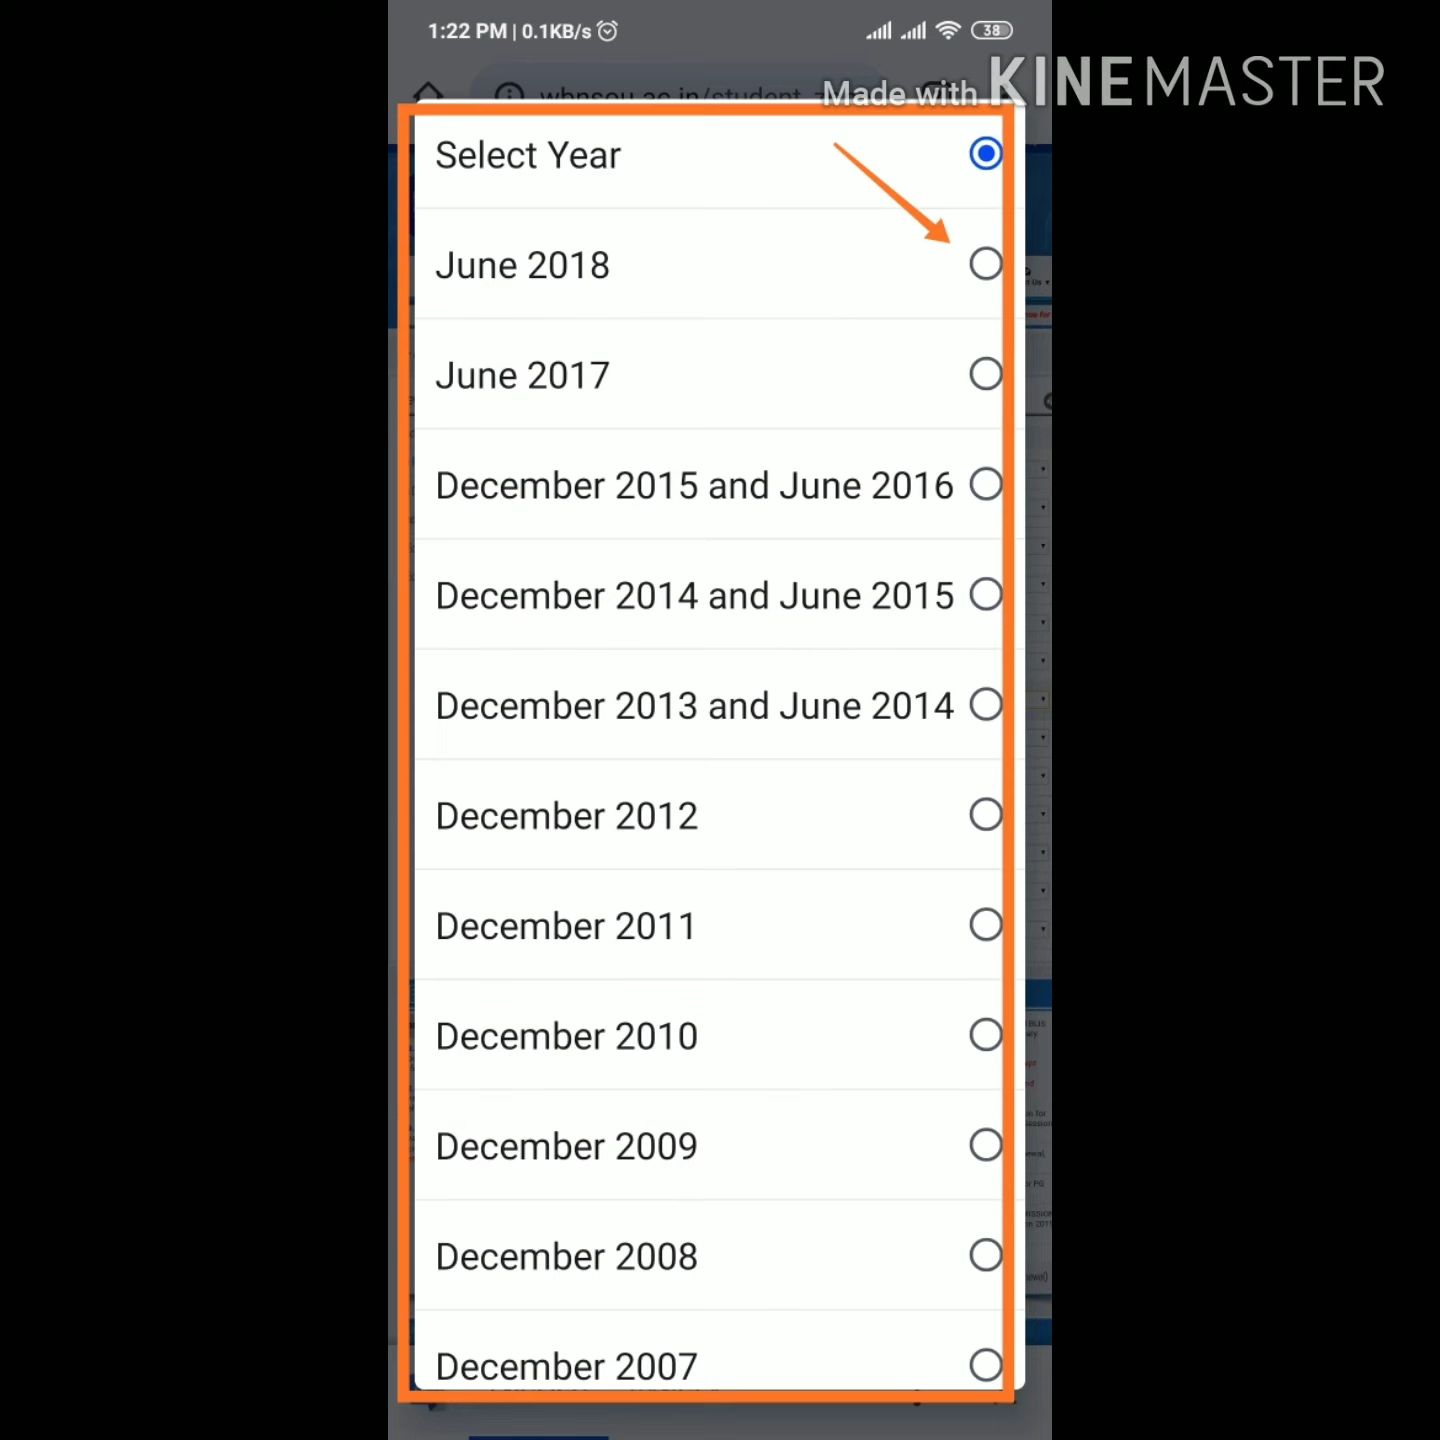 1:22 PM | 0.1KB/s
38
Made with KINEMASTER
Select Year
June 2018
June 2017
December 2015 and June 2016
December 2014 and June 2015
December 2013 and June 2014
December 2012
December 2011
December 2010
December 2009
December 2008
December 2007